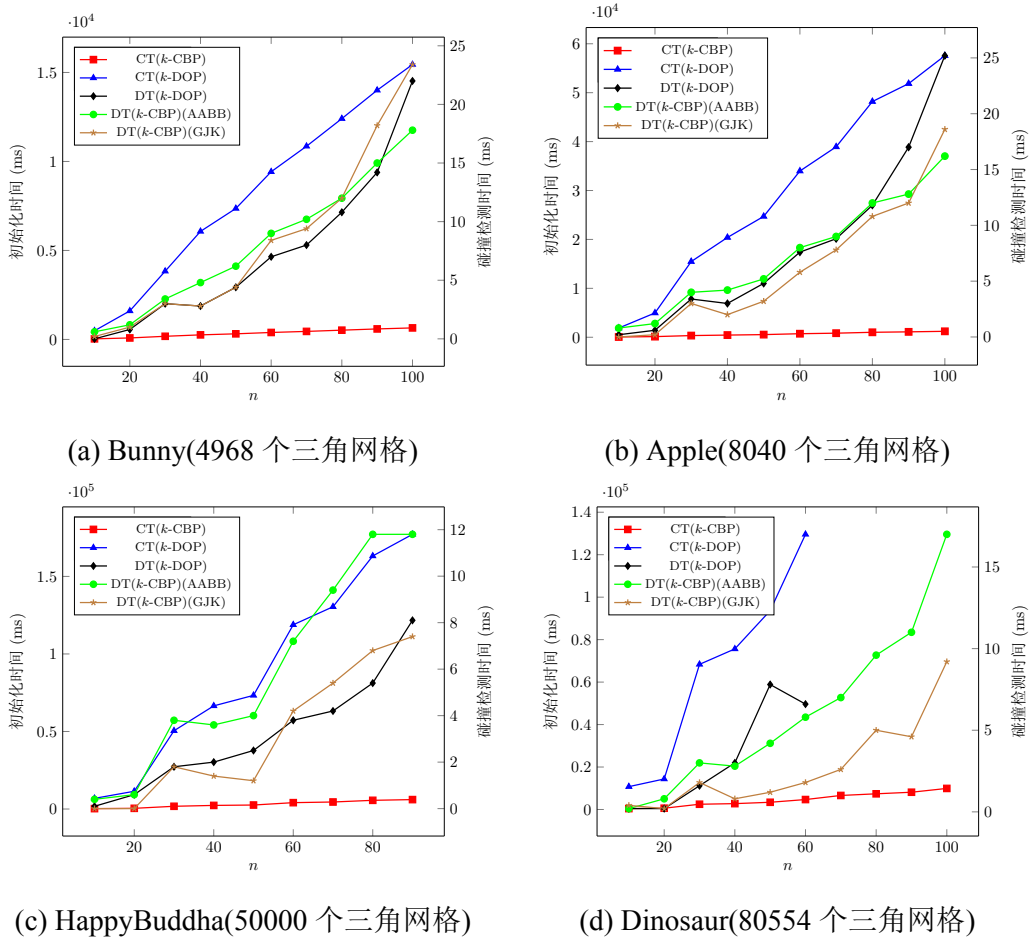 ·10^4
初始化时间 (ms)
1.5
1
0.5
0
CT(k-CBP)
CT(k-DOP)
DT(k-DOP)
DT(k-CBP)(AABB)
DT(k-CBP)(GJK)
25
20
15
10
5
0
碰撞检测时间 (ms)
20 40 60 80 100
n
(a) Bunny(4968 个三角网格)
·10^4
初始化时间 (ms)
6
5
4
3
2
1
0
CT(k-CBP)
CT(k-DOP)
DT(k-DOP)
DT(k-CBP)(AABB)
DT(k-CBP)(GJK)
25
20
15
10
5
0
碰撞检测时间 (ms)
20 40 60 80 100
n
(b) Apple(8040 个三角网格)
·10^5
初始化时间 (ms)
1.5
1
0.5
0
CT(k-CBP)
CT(k-DOP)
DT(k-DOP)
DT(k-CBP)(AABB)
DT(k-CBP)(GJK)
12
10
8
6
4
2
0
碰撞检测时间 (ms)
20 40 60 80
n
(c) HappyBuddha(50000 个三角网格)
·10^5
初始化时间 (ms)
1.4
1.2
1
0.8
0.6
0.4
0.2
0
CT(k-CBP)
CT(k-DOP)
DT(k-DOP)
DT(k-CBP)(AABB)
DT(k-CBP)(GJK)
15
10
5
0
碰撞检测时间 (ms)
20 40 60 80 100
n
(d) Dinosaur(80554 个三角网格)